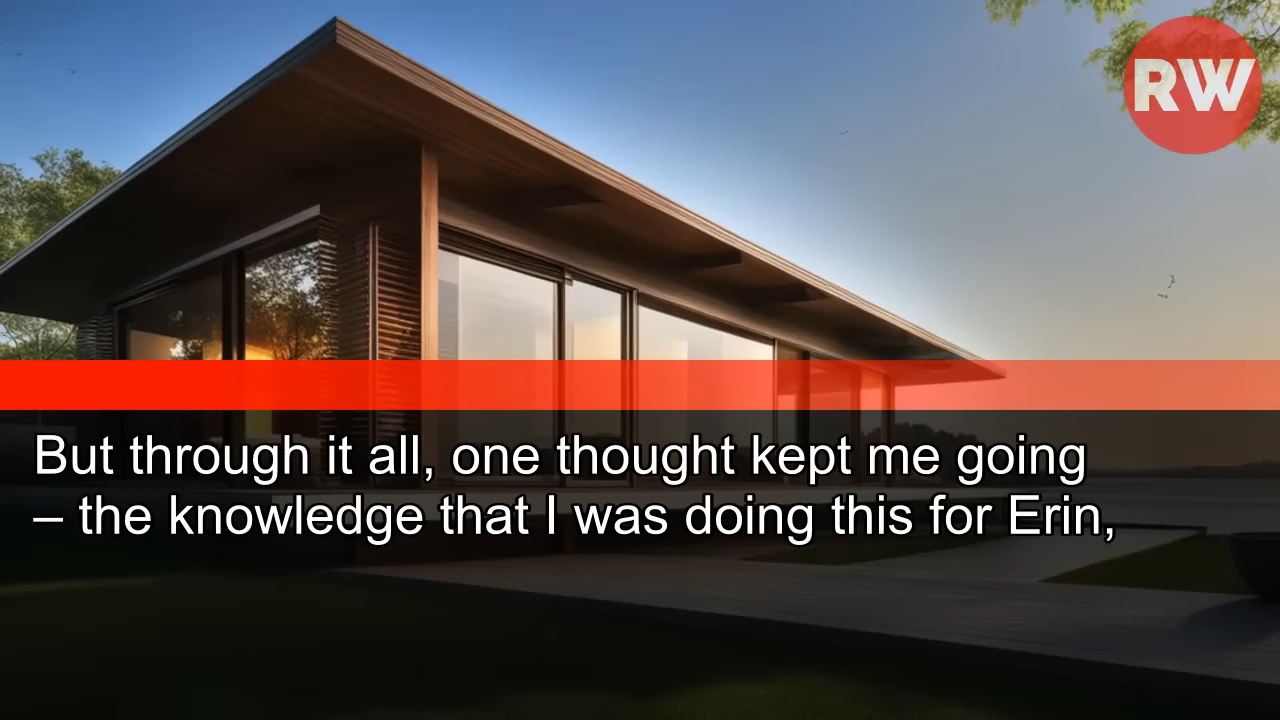 RW
But through it all, one thought kept me going
– the knowledge that I was doing this for Erin,